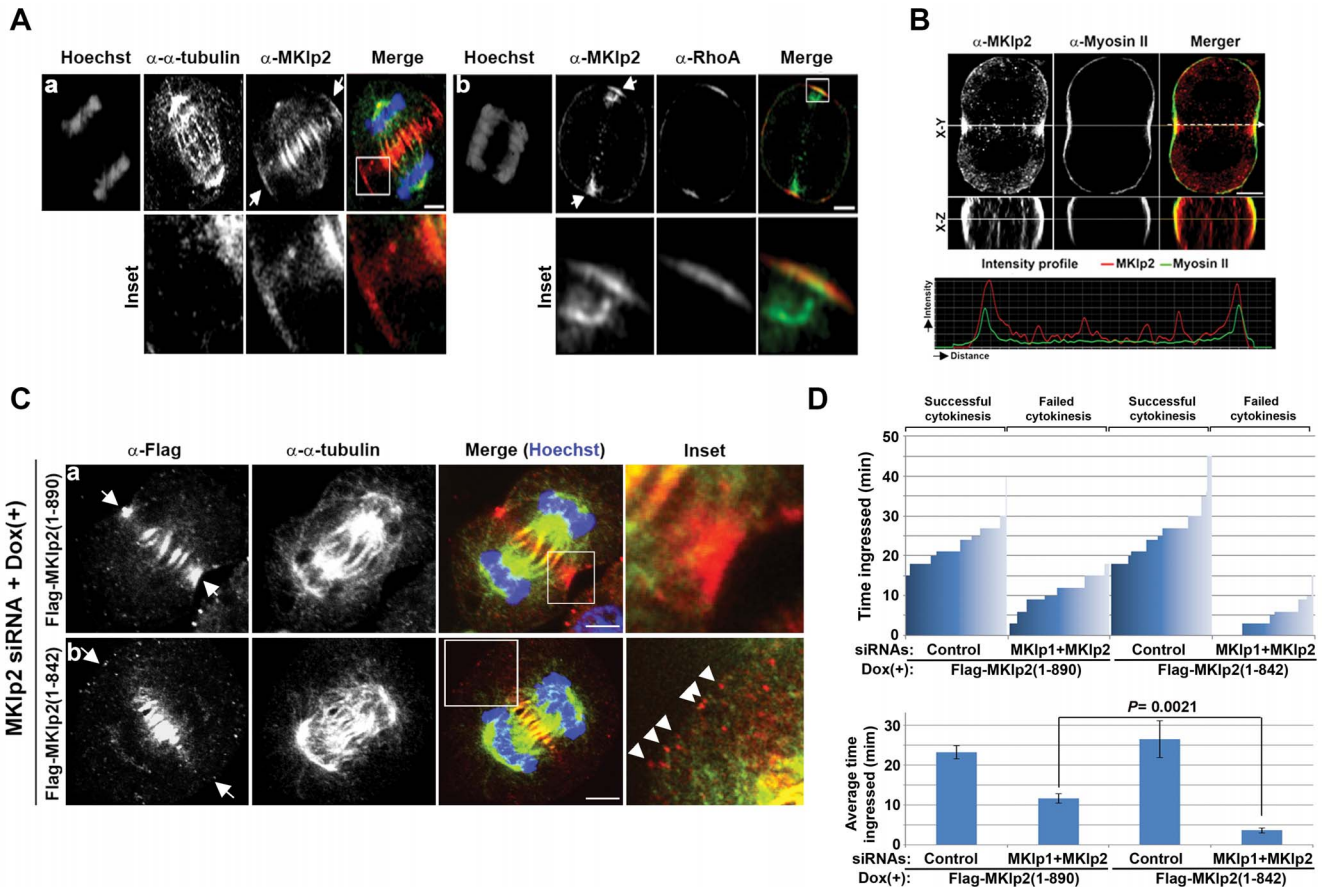 A
Hoechst α-α-tubulin α-MKlp2 Merge
a
Inset
Hoechst α-MKlp2 α-RhoA Merge
b
Inset
B
α-MKlp2 α-Myosin II Merger
X-Y
X-Z
Intensity profile MKlp2 Myosin II
Intensity
Distance
C
α-Flag α-α-tubulin Merge (Hoechst) Inset
MKlp2 siRNA + Dox(+)
Flag-MKlp2(1-890)
a
Flag-MKlp2(1-842)
b
D
Successful cytokinesis
Failed cytokinesis
Successful cytokinesis
Failed cytokinesis
Time ingressed (min)
50
40
30
20
10
0
siRNAs: Control MKlp1+MKlp2 Control MKlp1+MKlp2
Dox(+): Flag-MKlp2(1-890) Flag-MKlp2(1-842)
P= 0.0021
Average time
ingressed (mim)
30
20
10
0
siRNAs: Control MKlp1+MKlp2 Control MKlp1+MKlp2
Dox(+): Flag-MKlp2(1-890) Flag-MKlp2(1-842)